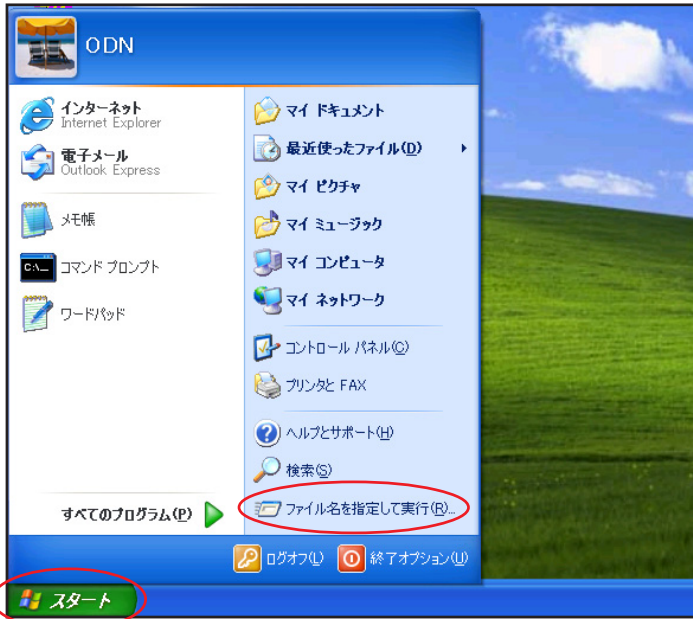 ODN
インターネット
Internet Explorer
電子メール
Outlook Express
メモ帳
C:\_
コマンド プロンプト
ワードパッド
すべてのプログラム(P)
マイ ドキュメント
最近使ったファイル(D)
マイ ピクチャ
マイ ミュージック
マイ コンピュータ
マイ ネットワーク
コントロール パネル(C)
プリンタと FAX
ヘルプとサポート(H)
検索(S)
ファイル名を指定して実行(R)...
ログオフ(L)
終了オプション(U)
スタート